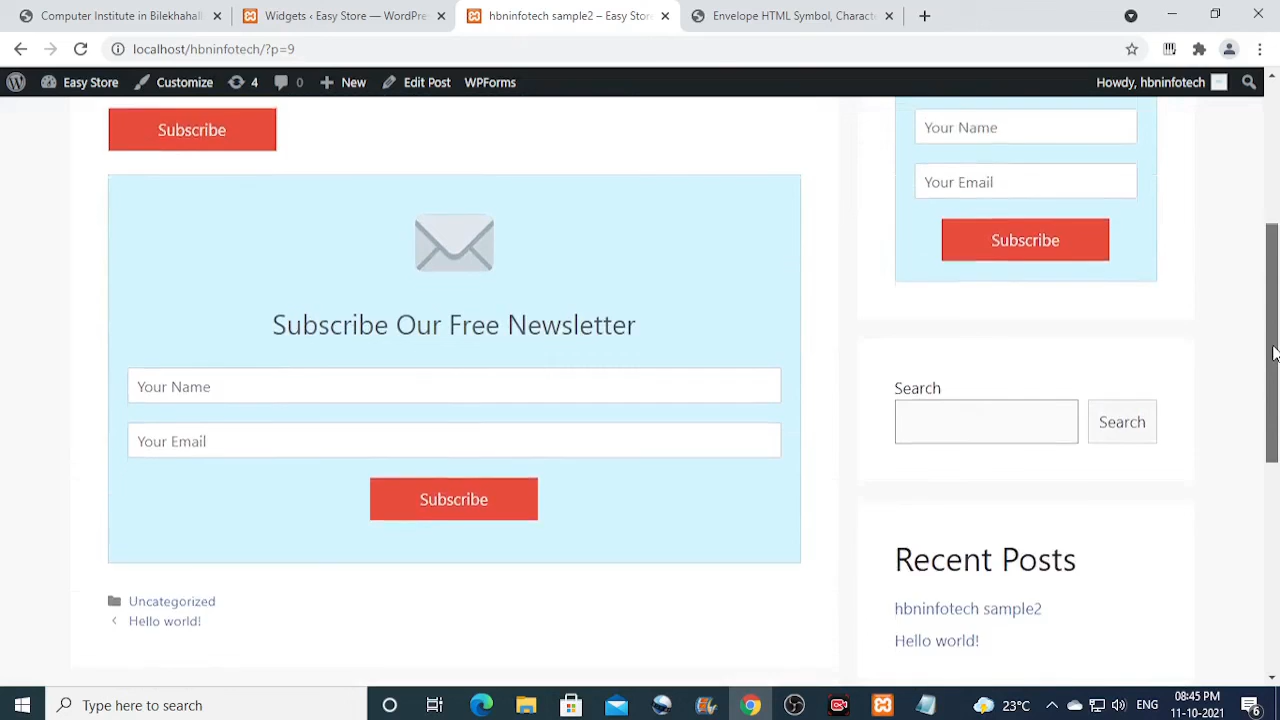 Computer Institute in Bilekhahall
Widgets ‹ Easy Store — WordPre
hbninfotech sample2 – Easy Store
Envelope HTML Symbol, Charact
localhost/hbninfotech/?p=9
Easy Store
Customize
4
0
New
Edit Post
WPForms
Howdy, hbninfotech
Subscribe
Subscribe Our Free Newsletter
Your Name
Your Email
Subscribe
Uncategorized
Hello world!
Your Name
Your Email
Subscribe
Search
Search
Recent Posts
hbninfotech sample2
Hello world!
Type here to search
23°C
ENG
08:45 PM
11-10-2021
6